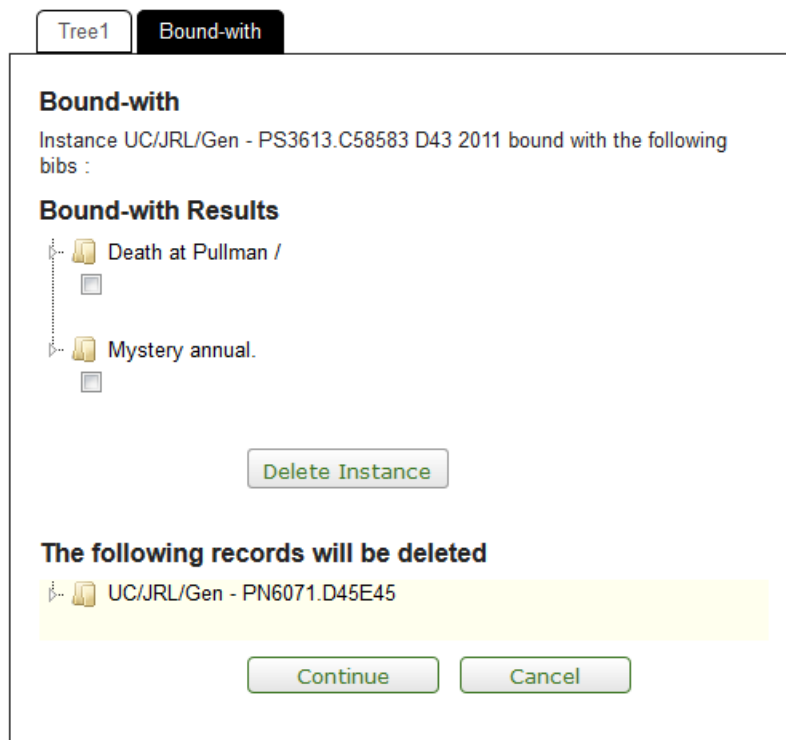 Tree1
Bound-with
Bound-with
Instance UC/JRL/Gen - PS3613.C58583 D43 2011 bound with the following
bibs :
Bound-with Results
Death at Pullman /
Mystery annual.
Delete Instance
The following records will be deleted
UC/JRL/Gen - PN6071.D45E45
Continue
Cancel